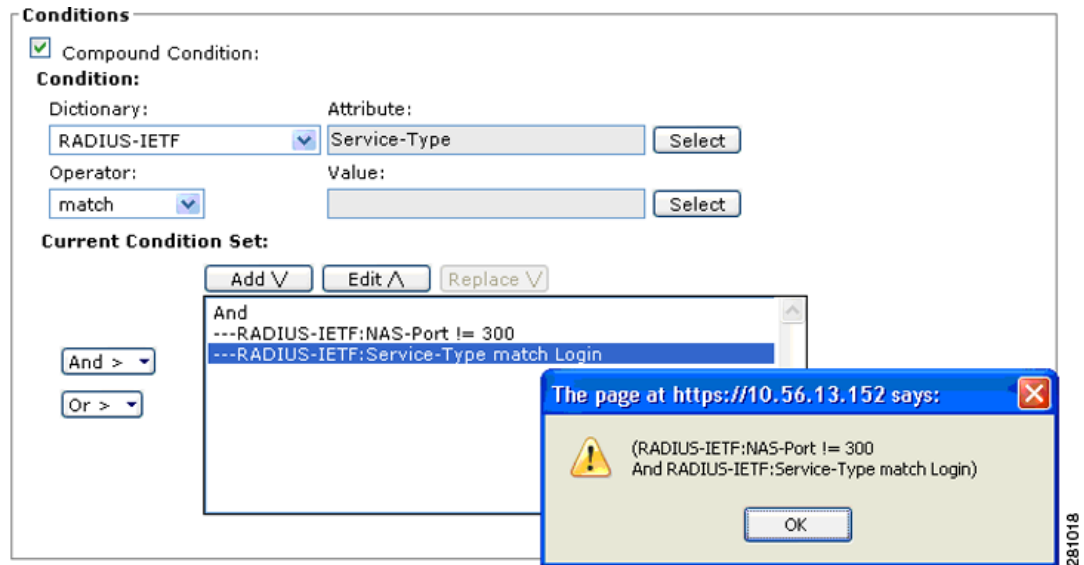 Conditions
Compound Condition:
Condition:
Dictionary: Attribute:
RADIUS-IETF Service-Type Select
Operator: Value:
match Select
Current Condition Set:
Add V Edit Λ Replace V
And
---RADIUS-IETF:NAS-Port != 300
---RADIUS-IETF:Service-Type match Login
And >
Or >
The page at https://10.56.13.152 says:
(RADIUS-IETF:NAS-Port != 300
And RADIUS-IETF:Service-Type match Login)
OK
281018